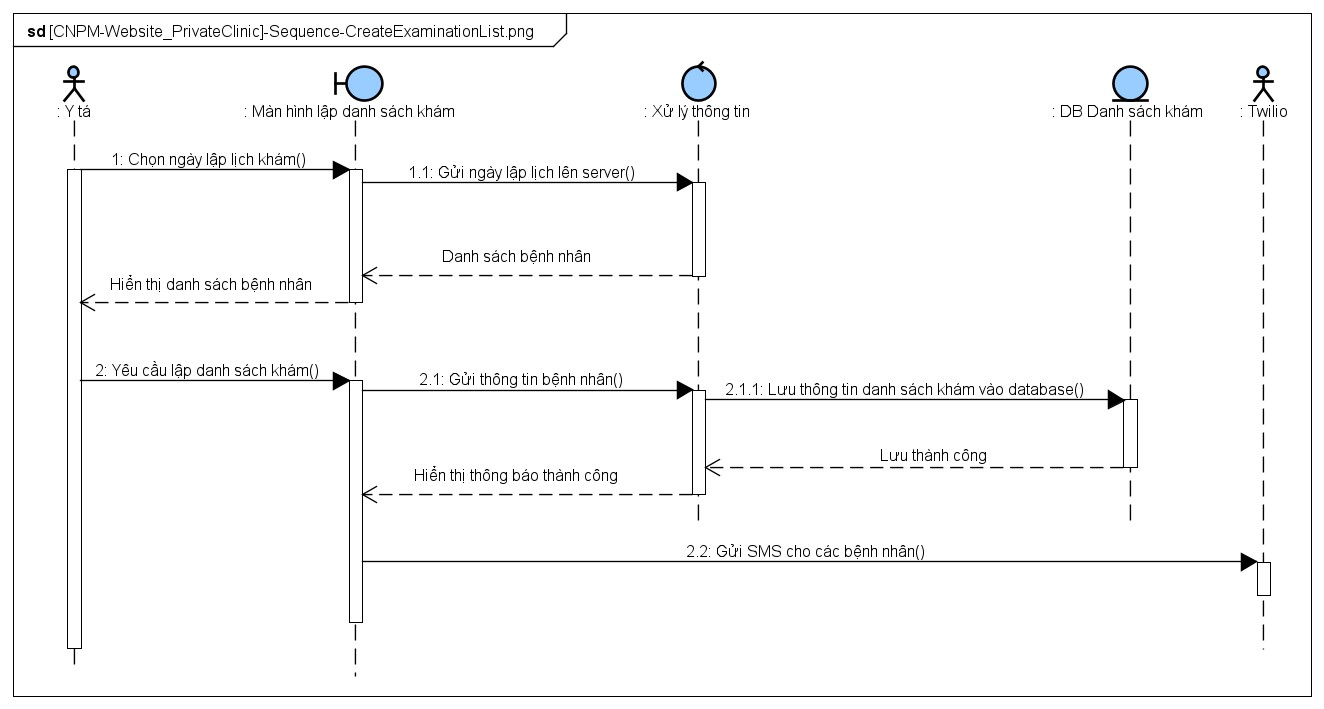 sd [CNPM-Website_PrivateClinic]-Sequence-CreateExaminationList.png
: Y tá
: Màn hình lập danh sách khám
: Xử lý thông tin
: DB Danh sách khám
: Twilio
1: Chọn ngày lập lịch khám()
1.1: Gửi ngày lập lịch lên server()
Danh sách bệnh nhân
Hiển thị danh sách bệnh nhân
2: Yêu cầu lập danh sách khám()
2.1: Gửi thông tin bệnh nhân()
2.1.1: Lưu thông tin danh sách khám vào database()
Lưu thành công
Hiển thị thông báo thành công
2.2: Gửi SMS cho các bệnh nhân()